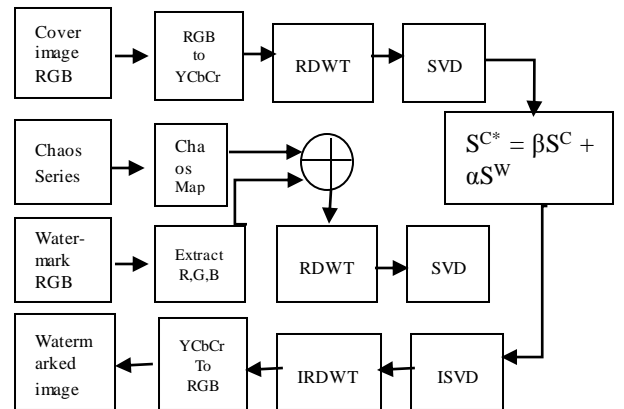 Cover
image
RGB
RGB
to
YCbCr
RDWT
SVD
S^C* = βS^C +
αS^W
Chaos
Series
Cha
os
Map
Water-
mark
RGB
Extract
R,G,B
RDWT
SVD
Waterm
arked
image
YCbCr
To
RGB
IRDWT
ISVD